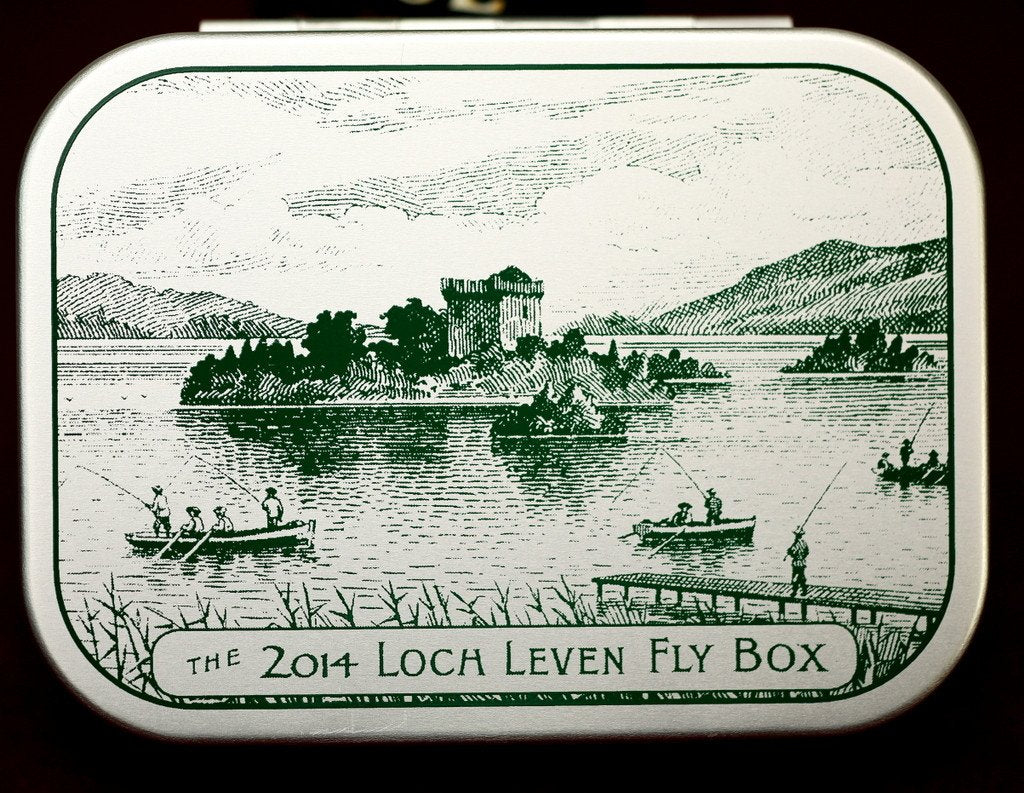 THE 2014 LOCH LEVEN FLY BOX